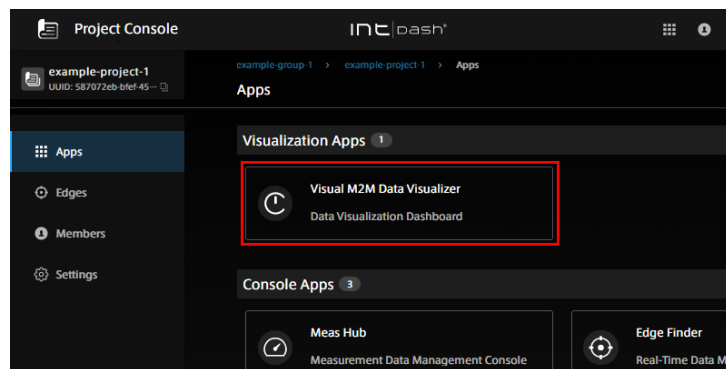 Project Console
intdash
example-project-1
UUID: 587072eb-bfef-45···
example-group-1 > example-project-1 > Apps
Apps
Apps
Edges
Members
Settings
Visualization Apps 1
Visual M2M Data Visualizer
Data Visualization Dashboard
Console Apps 3
Meas Hub
Measurement Data Management Console
Edge Finder
Real-Time Data M